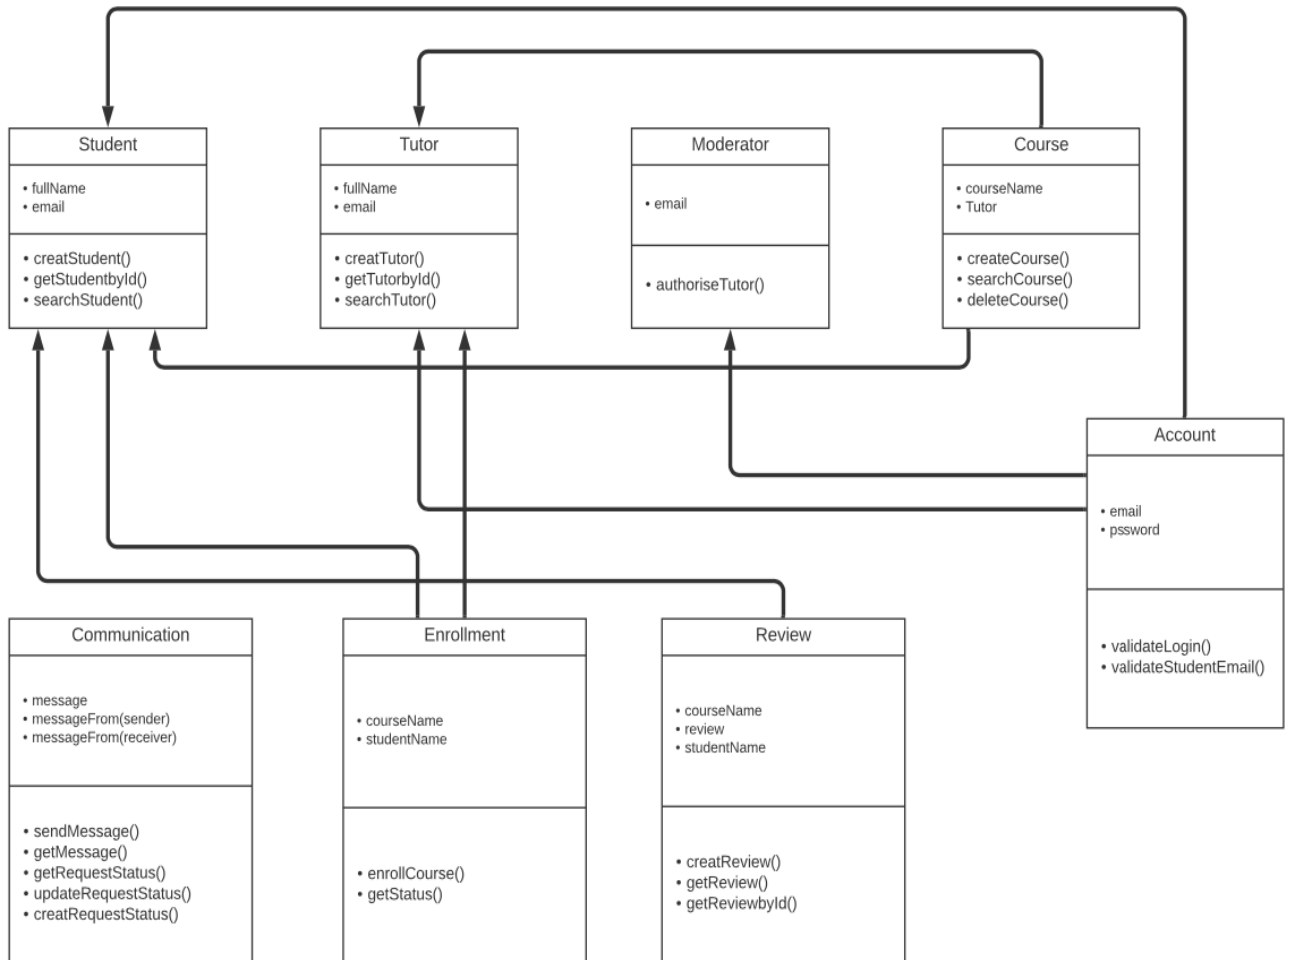 Student
• fullName
• email
• creatStudent()
• getStudentbyId()
• searchStudent()
Tutor
• fullName
• email
• creatTutor()
• getTutorbyId()
• searchTutor()
Moderator
• email
• authoriseTutor()
Course
• courseName
• Tutor
• createCourse()
• searchCourse()
• deleteCourse()
Account
• email
• pssword
• validateLogin()
• validateStudentEmail()
Communication
• message
• messageFrom(sender)
• messageFrom(receiver)
• sendMessage()
• getMessage()
• getRequestStatus()
• updateRequestStatus()
• creatRequestStatus()
Enrollment
• courseName
• studentName
• enrollCourse()
• getStatus()
Review
• courseName
• review
• studentName
• creatReview()
• getReview()
• getReviewbyId()